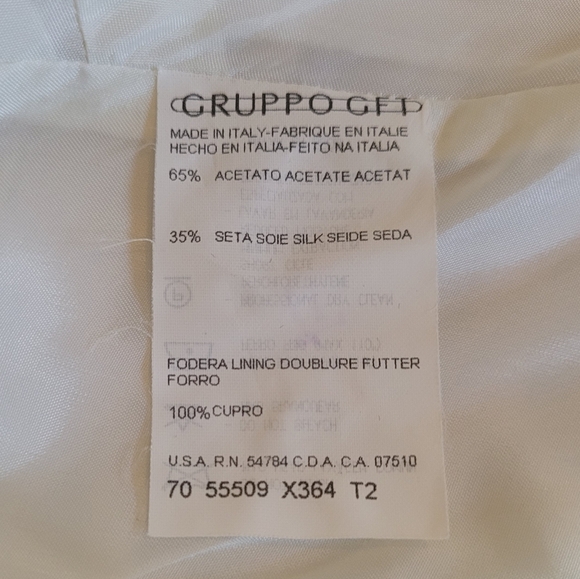 GRUPPO GFT
MADE IN ITALY-FABRIQUE EN ITALIE
HECHO EN ITALIA-FEITO NA ITALIA
65% ACETATO ACETATE ACETAT
35% SETA SOIE SILK SEIDE SEDA
FODERA LINING DOUBLURE FUTTER
FORRO
100%CUPRO
U.S.A. R.N. 54784 C.D.A. C.A. 07510
70 55509 X364 T2